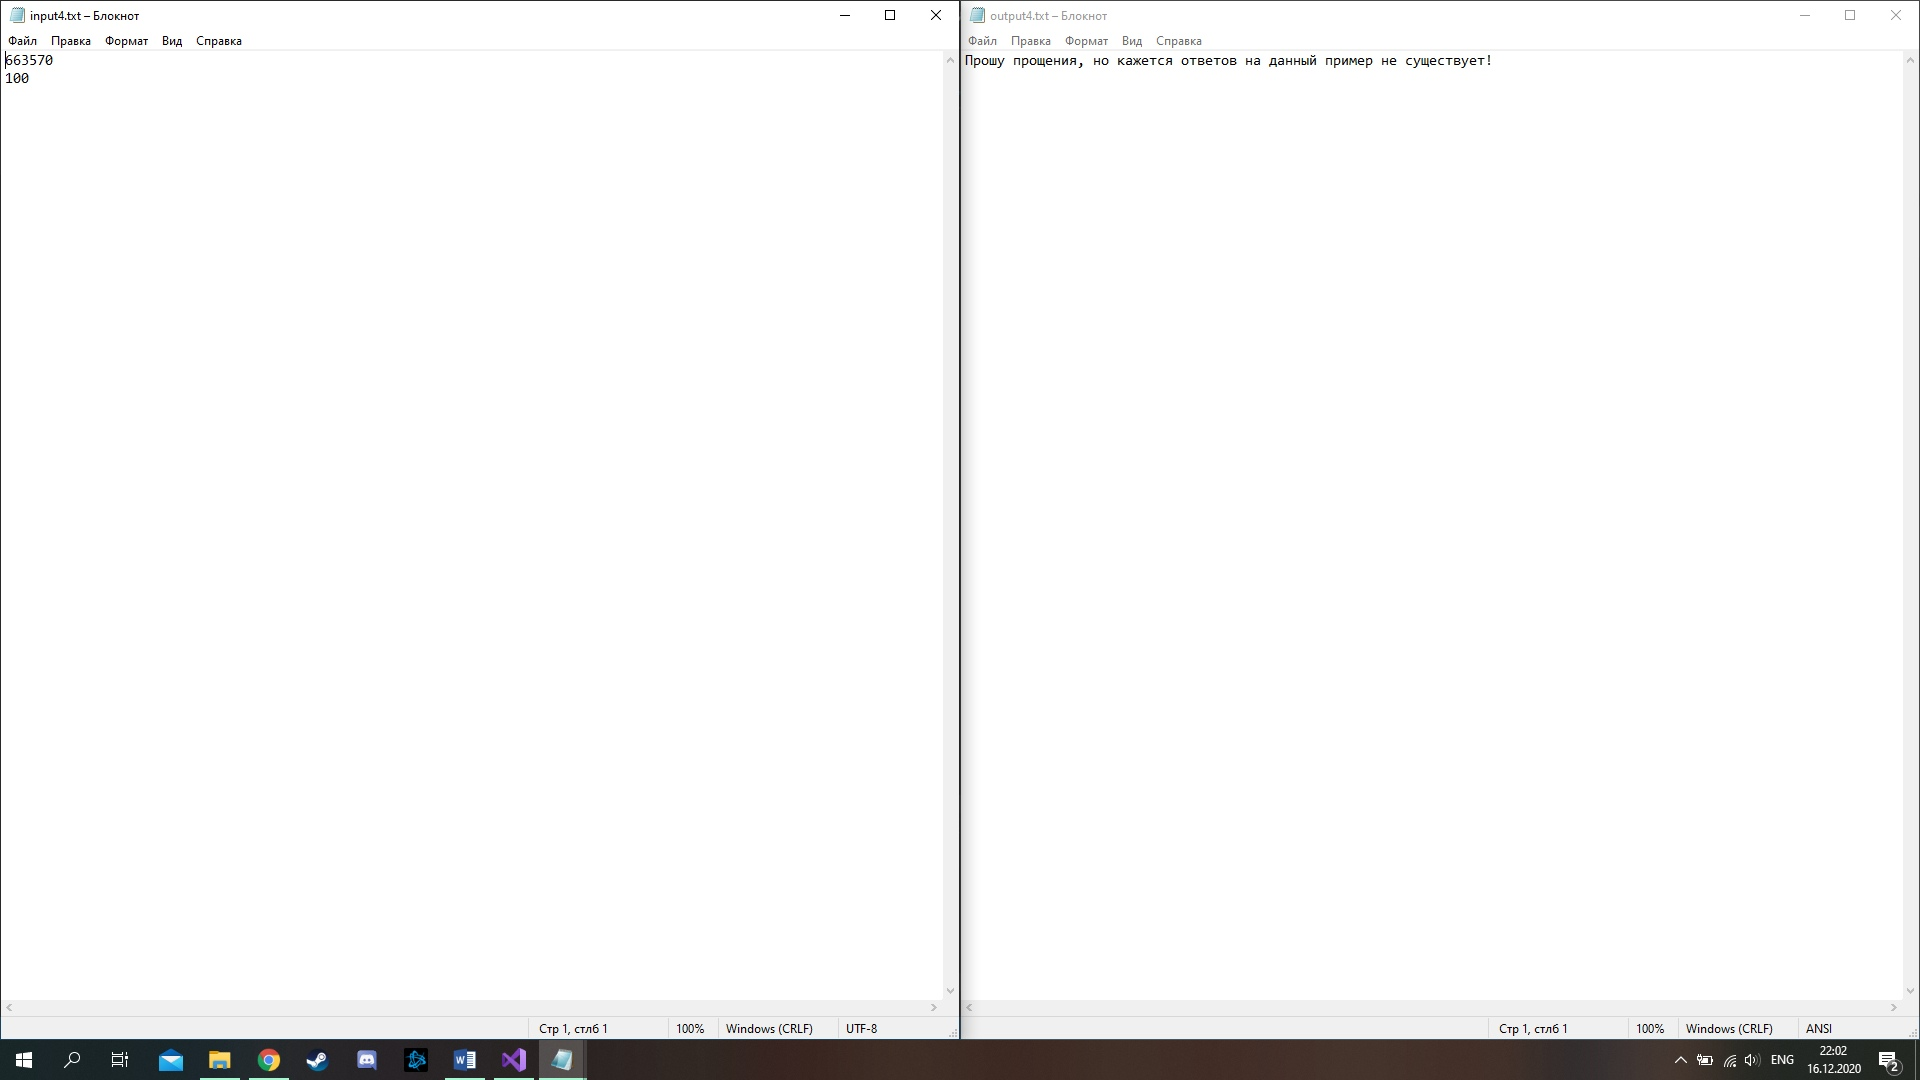 input4.txt – Блокнот
Файл Правка Формат Вид Справка
663570
100
Стр 1, стлб 1 100% Windows (CRLF) UTF-8
output4.txt – Блокнот
Файл Правка Формат Вид Справка
Прошу прощения, но кажется ответов на данный пример не существует!
Стр 1, стлб 1 100% Windows (CRLF) ANSI
ENG
22:02
16.12.2020
2